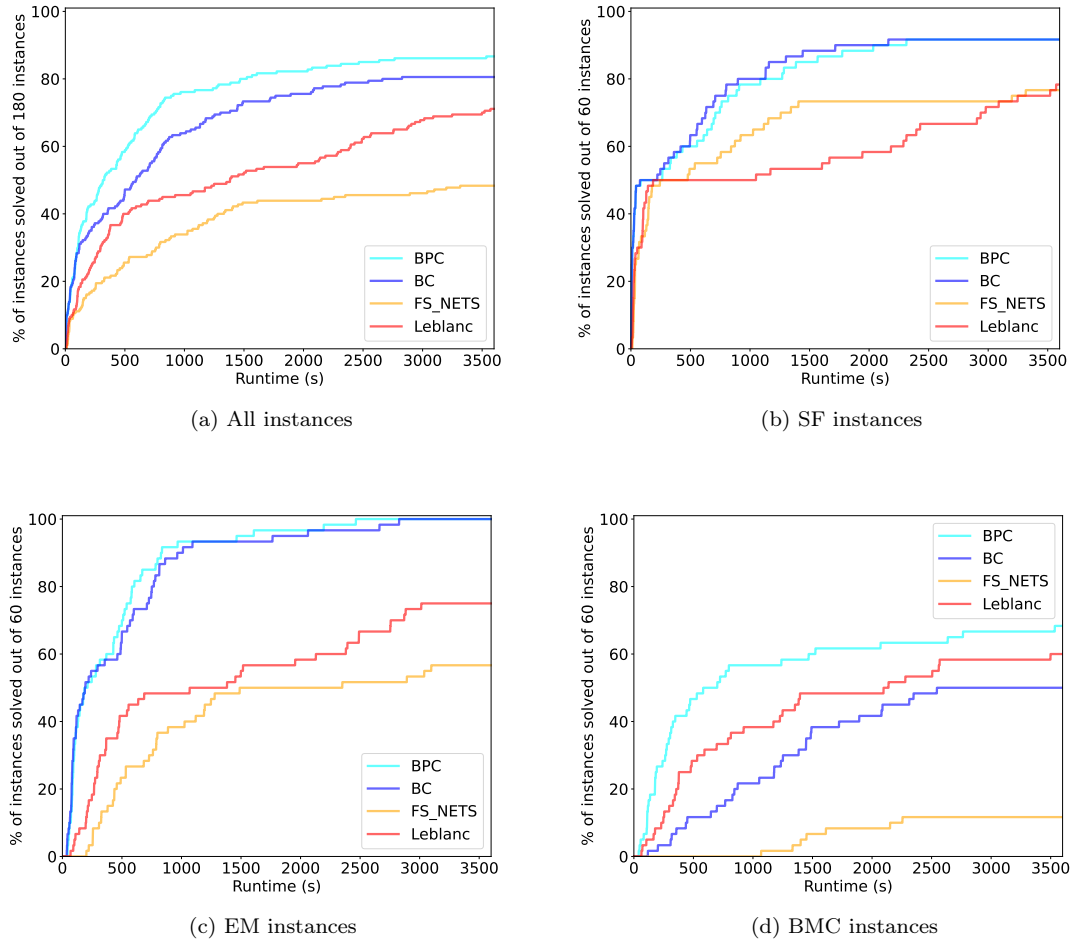 % of instances solved out of 180 instances
100
80
60
40
20
0
0 500 1000 1500 2000 2500 3000 3500
Runtime (s)
BPC
BC
FS_NETS
Leblanc
(a) All instances
% of instances solved out of 60 instances
100
80
60
40
20
0
0 500 1000 1500 2000 2500 3000 3500
Runtime (s)
BPC
BC
FS_NETS
Leblanc
(b) SF instances
% of instances solved out of 60 instances
100
80
60
40
20
0
0 500 1000 1500 2000 2500 3000 3500
Runtime (s)
BPC
BC
FS_NETS
Leblanc
(c) EM instances
% of instances solved out of 60 instances
100
80
60
40
20
0
0 500 1000 1500 2000 2500 3000 3500
Runtime (s)
BPC
BC
FS_NETS
Leblanc
(d) BMC instances